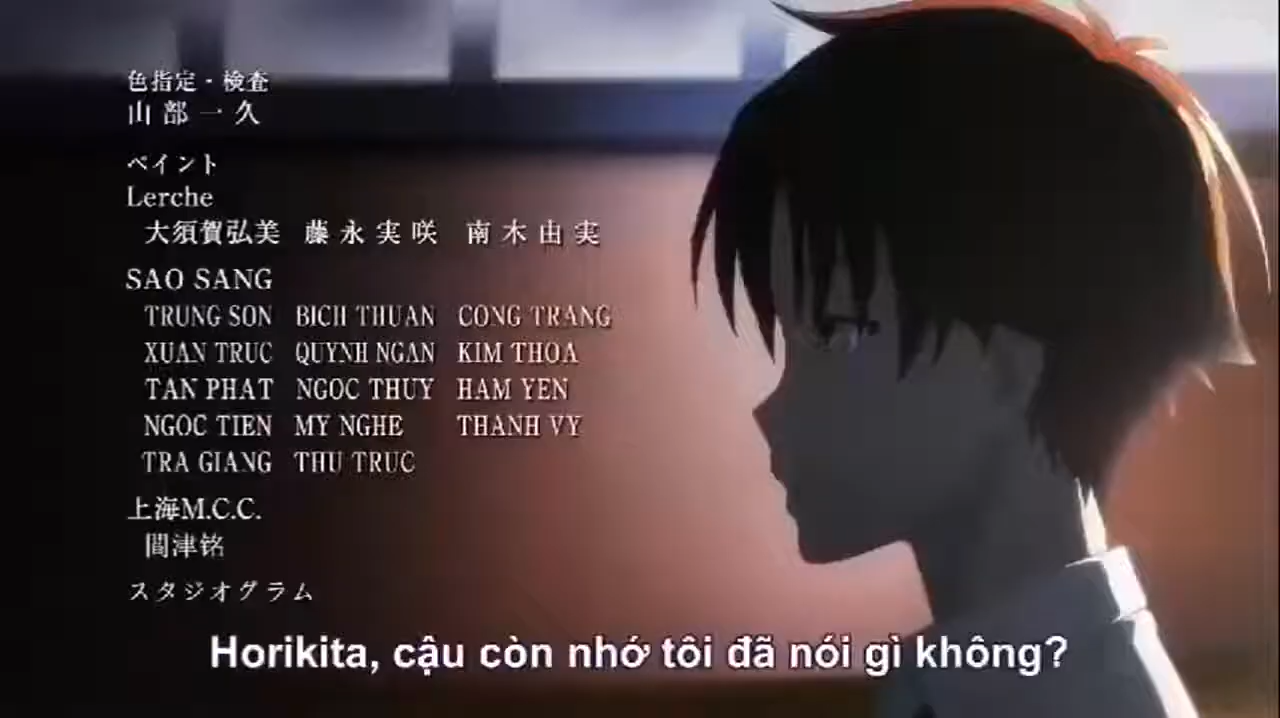 色指定・検査
山部一久
ペイント
Lerche
大須賀弘美 藤永実咲 南木由実
SAO SANG
TRUNG SON BICH THUAN CONG TRANG
XUAN TRUC QUYNH NGAN KIM THOA
TAN PHAT NGOC THUY HAM YEN
NGOC TIEN MY NGHE THANH VY
TRA GIANG THU TRUC
上海M.C.C.
閻津铭
スタジオグラム
Horikita, cậu còn nhớ tôi đã nói gì không?